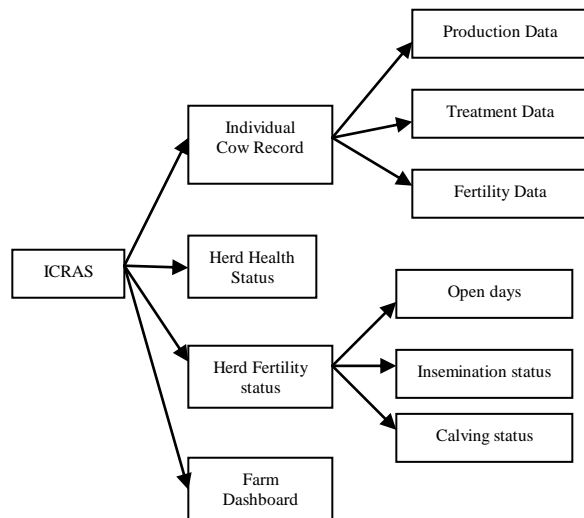 Production Data
Individual
Cow Record
Treatment Data
Fertility Data
ICRAS
Herd Health
Status
Open days
Herd Fertility
status
Insemination status
Calving status
Farm
Dashboard